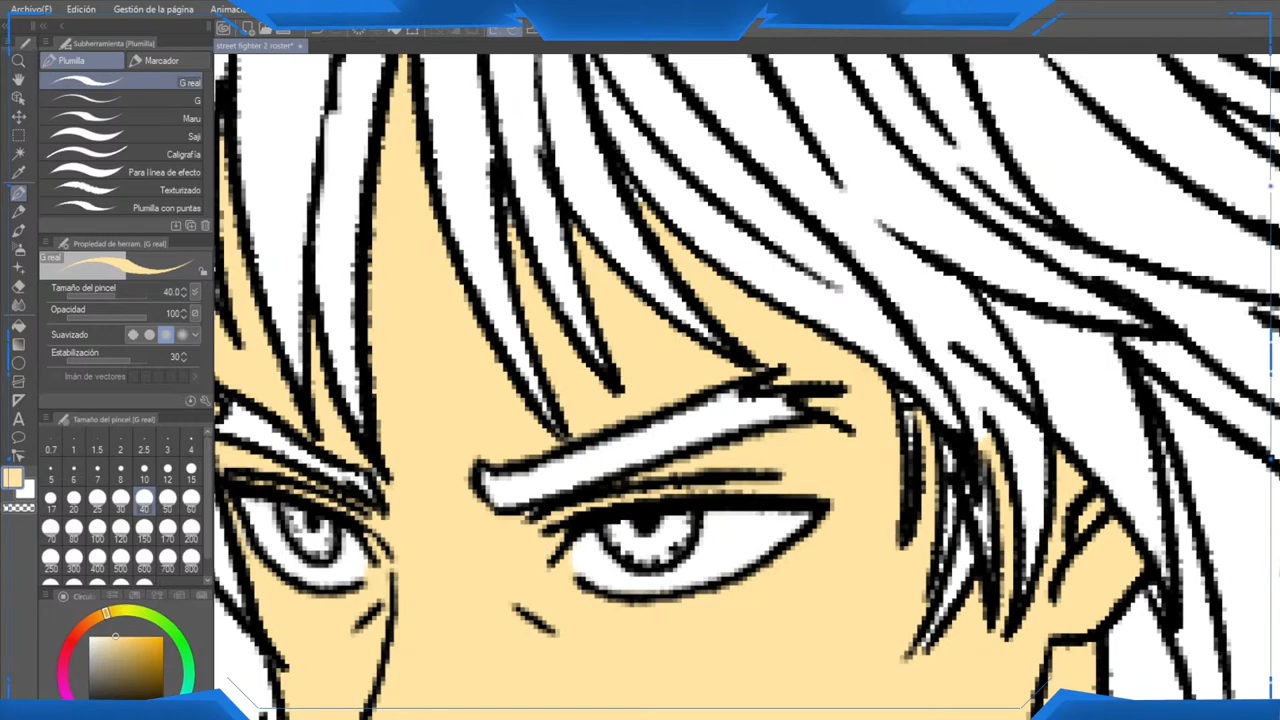 Archivo(F) Edición Gestión de la página Animació
Subherramienta (Plumilla)
street fighter 2 roster*
Plumilla Marcador
G real
G
Maru
Saji
Caligrafía
Para línea de efecto
Texturizado
Plumilla con puntas
Propiedad de herram. (G real)
G real
Tamaño del pincel 40.0
Opacidad 100
Suavizado
Estabilización 30
Imán de vectores
Tamaño del pincel (G real)
0.7 1 1.5 2 2.5 3 4
5 6 7 8 10 12 15
17 20 25 30 40 50 60
70 80 100 120 150 170 200
250 300 400 500 600 700 800
Círculo